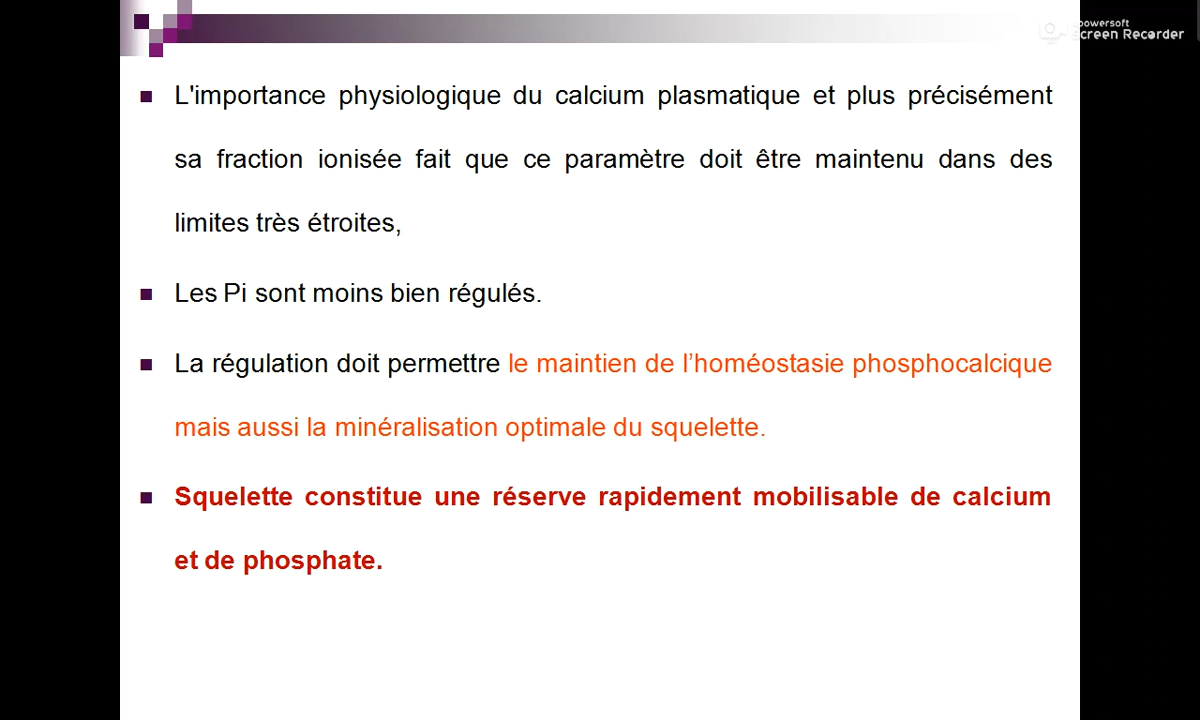 powersoft
Screen Recorder
L'importance physiologique du calcium plasmatique et plus précisément
sa fraction ionisée fait que ce paramètre doit être maintenu dans des
limites très étroites,
Les Pi sont moins bien régulés.
La régulation doit permettre le maintien de l’homéostasie phosphocalcique
mais aussi la minéralisation optimale du squelette.
Squelette constitue une réserve rapidement mobilisable de calcium
et de phosphate.